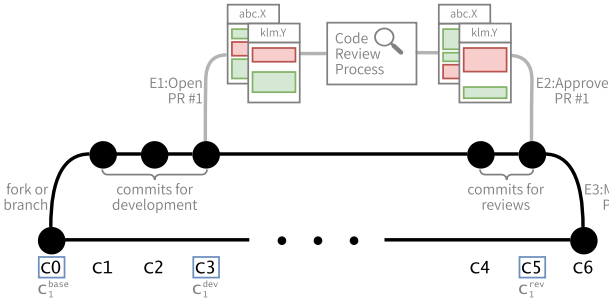 abc.X
klm.Y
Code
Review
Process
abc.X
klm.Y
E1:Open
PR #1
E2:Approve
PR #1
fork or
branch
commits for
development
commits for
reviews
E3:
P
c0 c1 c2 c3 c4 c5 c6
c₁ᵇᵃˢᵉ c₁ᵈᵉᵛ c₁ʳᵉᵛ